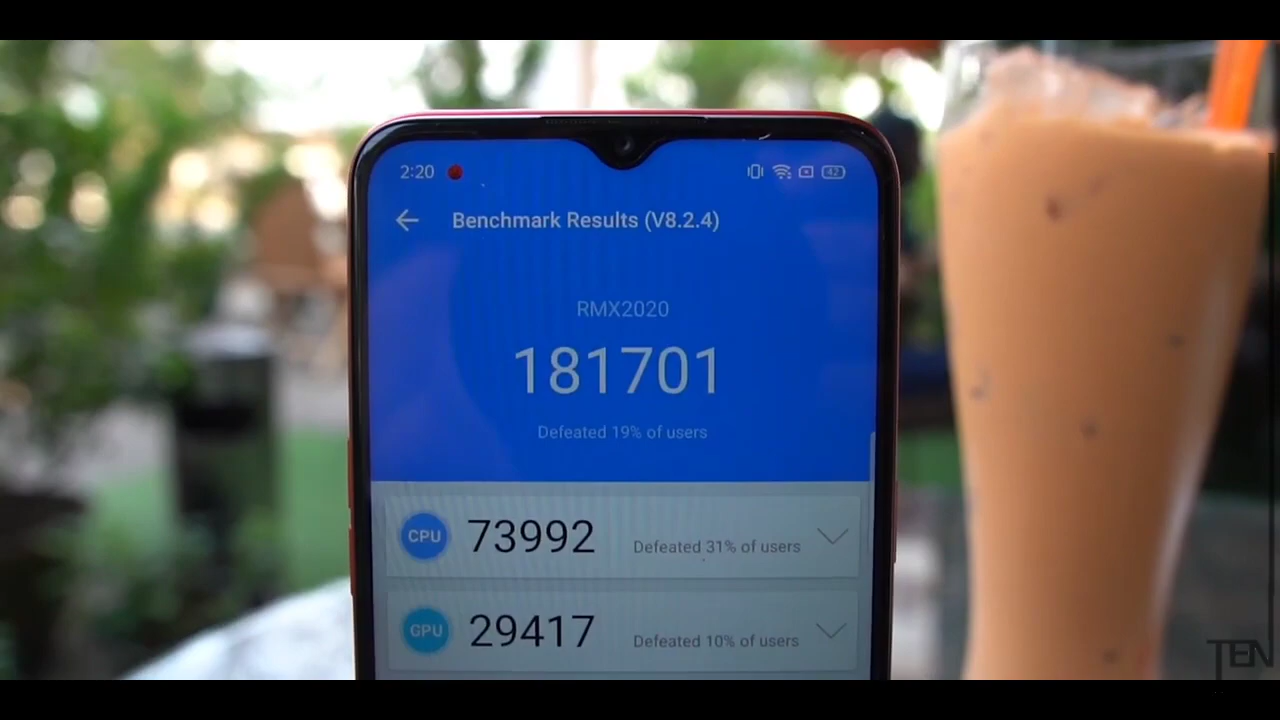 2:20 42
Benchmark Results (V8.2.4)
RMX2020
181701
Defeated 19% of users
CPU 73992 Defeated 31% of users
GPU 29417 Defeated 10% of users
TEN